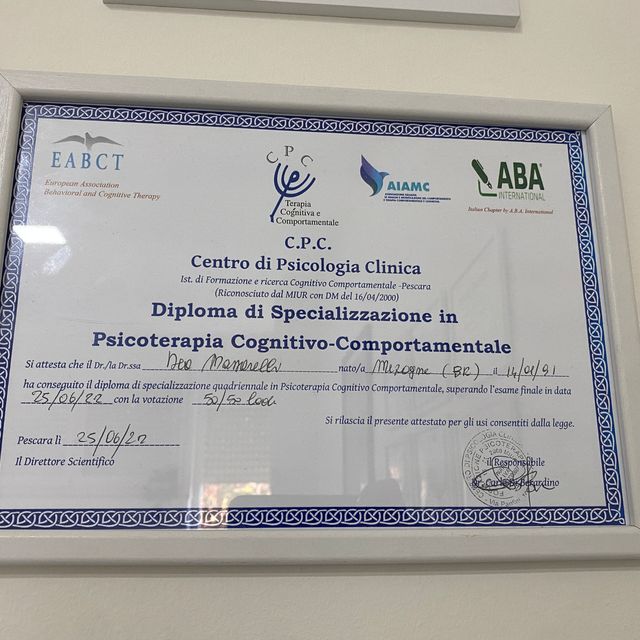 EABCT
European Association
Behavioral and Cognitive Therapy
C P C
Terapia
Cognitiva e
Comportamentale
AIAMC
ABA
INTERNATIONAL
Italian Chapter by A.B.A. International
C.P.C.
Centro di Psicologia Clinica
Ist. di Formazione e ricerca Cognitivo Comportamentale -Pescara
(Riconosciuto dal MIUR con DM del 16/04/2000)
Diploma di Specializzazione in
Psicoterapia Cognitivo-Comportamentale
Si attesta che il Dr./la Dr.ssa nato/a Mesagne (BR) il 14/01/91
ha conseguito il diploma di specializzazione quadriennale in Psicoterapia Cognitivo Comportamentale, superando l'esame finale in data
25/06/22 con la votazione 50/50 lode
Si rilascia il presente attestato per gli usi consentiti dalla legge.
Pescara lì 25/06/22
Il Direttore Scientifico
il Responsabile
Dr. Carlo Di Berardino